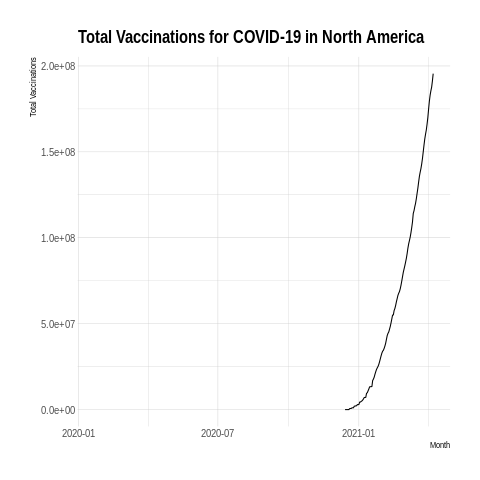 Total Vaccinations for COVID-19 in North America
Total Vaccinations
2.0e+08
1.5e+08
1.0e+08
5.0e+07
0.0e+00
2020-01
2020-07
2021-01
Month